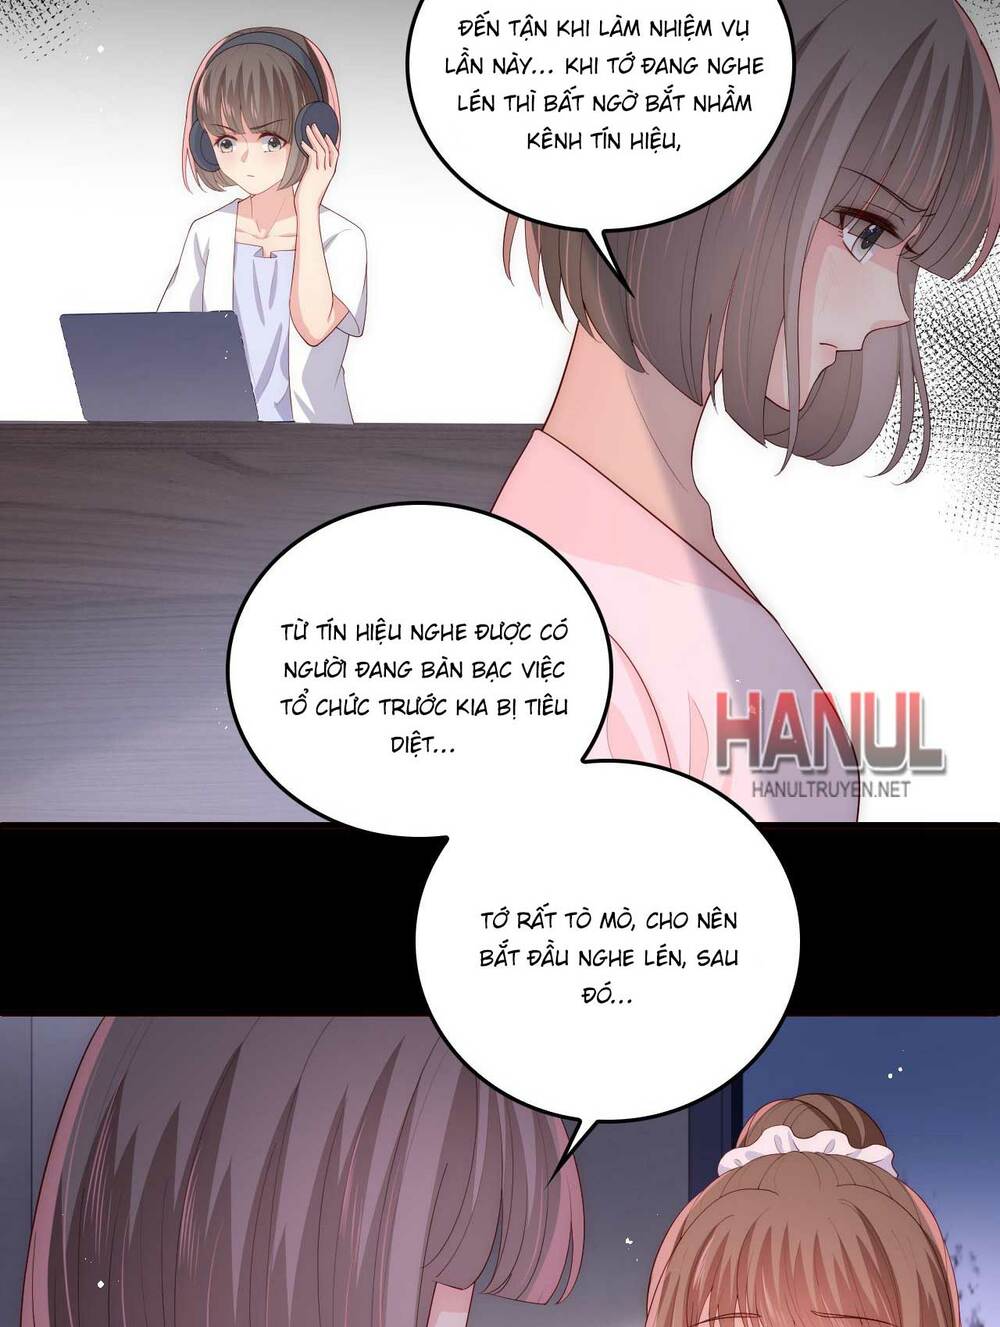 ĐẾN TẬN KHI LÀM NHIỆM VỤ
LẦN NÀY... KHI TỚ ĐANG NGHE
LÉN THÌ BẤT NGỜ BẮT NHẦM
KÊNH TÍN HIỆU,
TỪ TÍN HIỆU NGHE ĐƯỢC CÓ
NGƯỜI ĐANG BÀN BẠC VIỆC
TỔ CHỨC TRƯỚC KIA BỊ TIÊU
DIỆT...
HANUL
HANULTRUYEN.NET
TỚ RẤT TÒ MÒ, CHO NÊN
BẮT ĐẦU NGHE LÉN, SAU
ĐÓ...